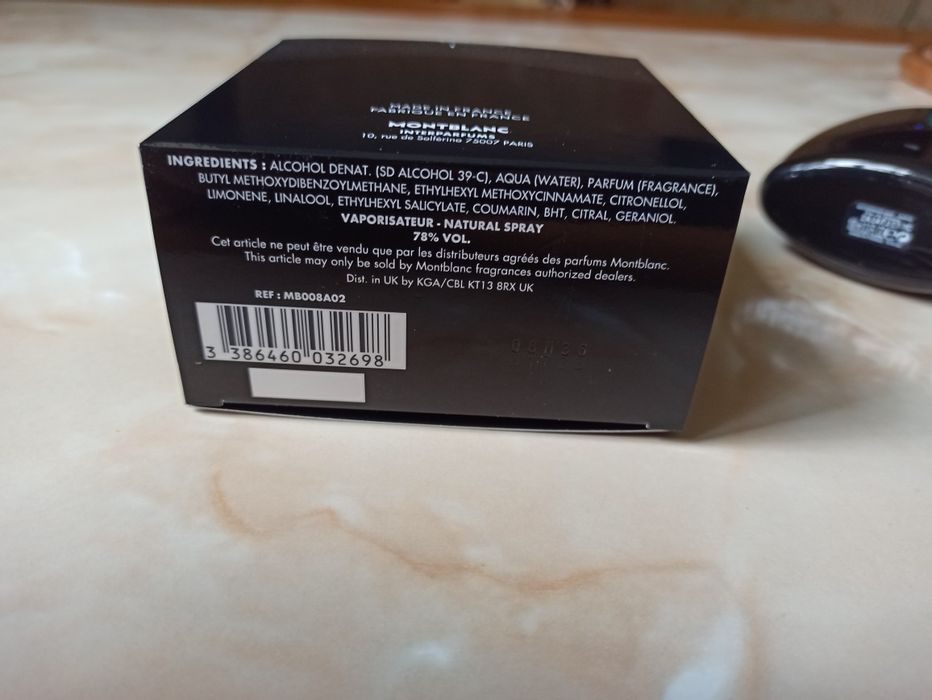 MADE IN FRANCE
FABRIQUÉ EN FRANCE
MONTBLANC
INTERPARFUMS
10, rue de Solferino 75007 PARIS
INGREDIENTS : ALCOHOL DENAT. (SD ALCOHOL 39-C), AQUA (WATER), PARFUM (FRAGRANCE),
BUTYL METHOXYDIBENZOYLMETHANE, ETHYLHEXYL METHOXYCINNAMATE, CITRONELLOL,
LIMONENE, LINALOOL, ETHYLHEXYL SALICYLATE, COUMARIN, BHT, CITRAL, GERANIOL.
VAPORISATEUR - NATURAL SPRAY
78% VOL.
Cet article ne peut être vendu que par les distributeurs agréés des parfums Montblanc.
This article may only be sold by Montblanc fragrances authorized dealers.
Dist. in UK by KGA/CBL KT13 8RX UK
REF : MB008A02
3 386460 032698